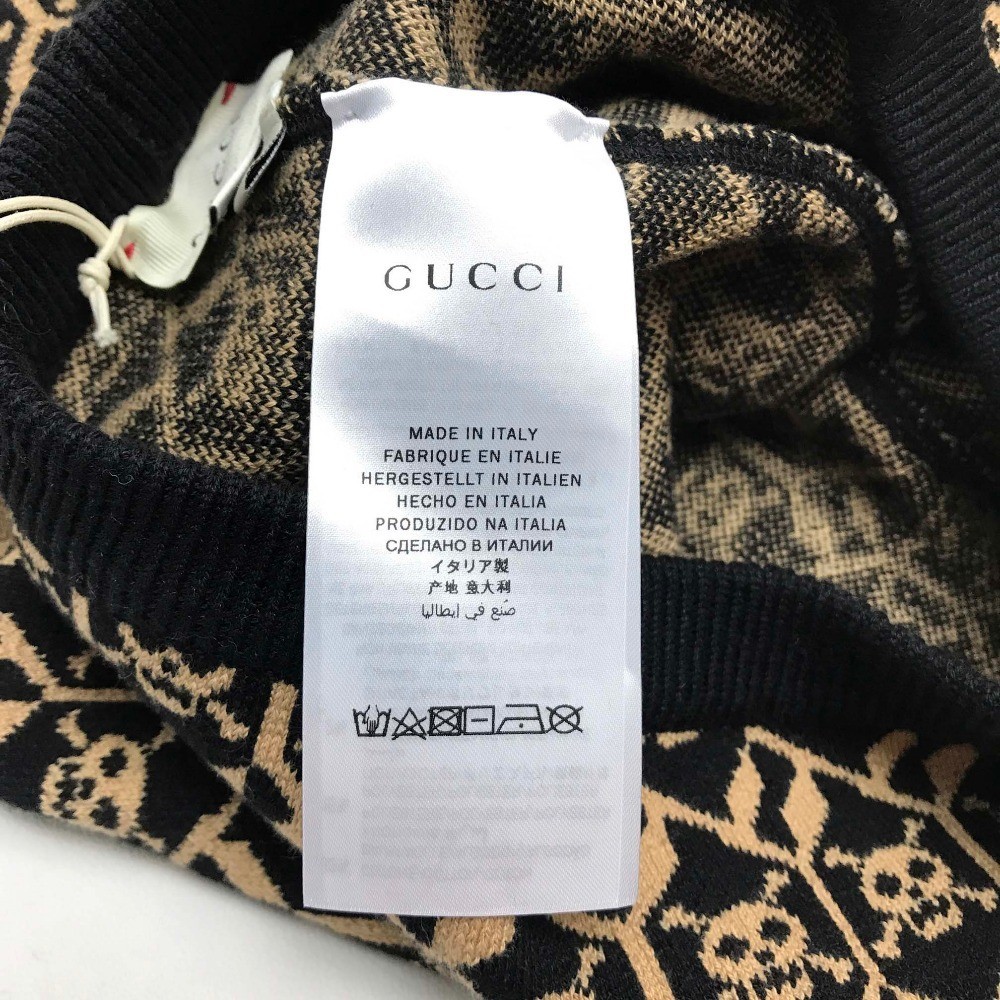 GUCCI
MADE IN ITALY
FABRIQUE EN ITALIE
HERGESTELLT IN ITALIEN
HECHO EN ITALIA
PRODUZIDO NA ITALIA
СДЕЛАНО В ИТАЛИИ
イタリア製
产地 意大利
صنع في ايطاليا